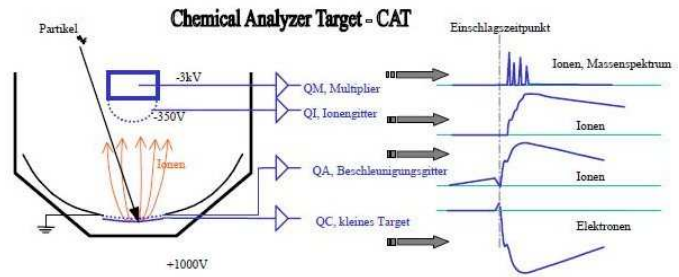 Chemical Analyzer Target - CAT
Partikel
Einschlagszeitpunkt
-3kV
QM, Multiplier
Ionen, Massenspektrum
-350V
QI, Ionengitter
Ionen
Ionen
QA, Beschleunigungsgitter
Ionen
QC, kleines Target
Elektronen
+1000V